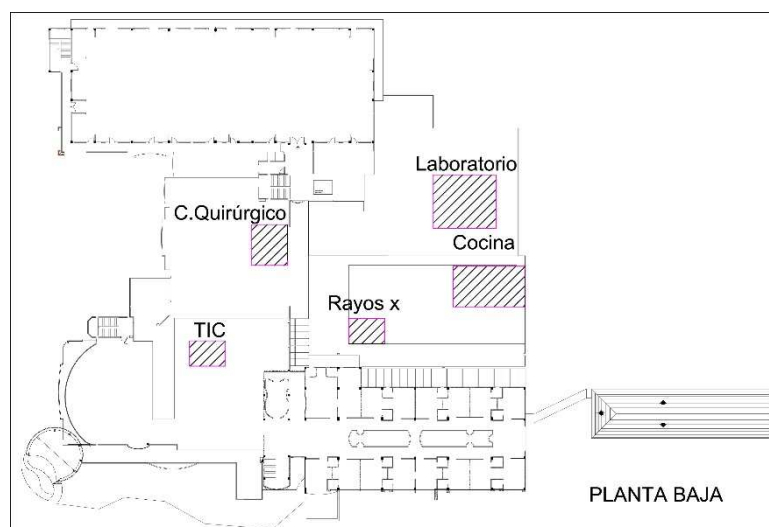 Laboratorio
C.Quirúrgico
Cocina
Rayos x
TIC
PLANTA BAJA